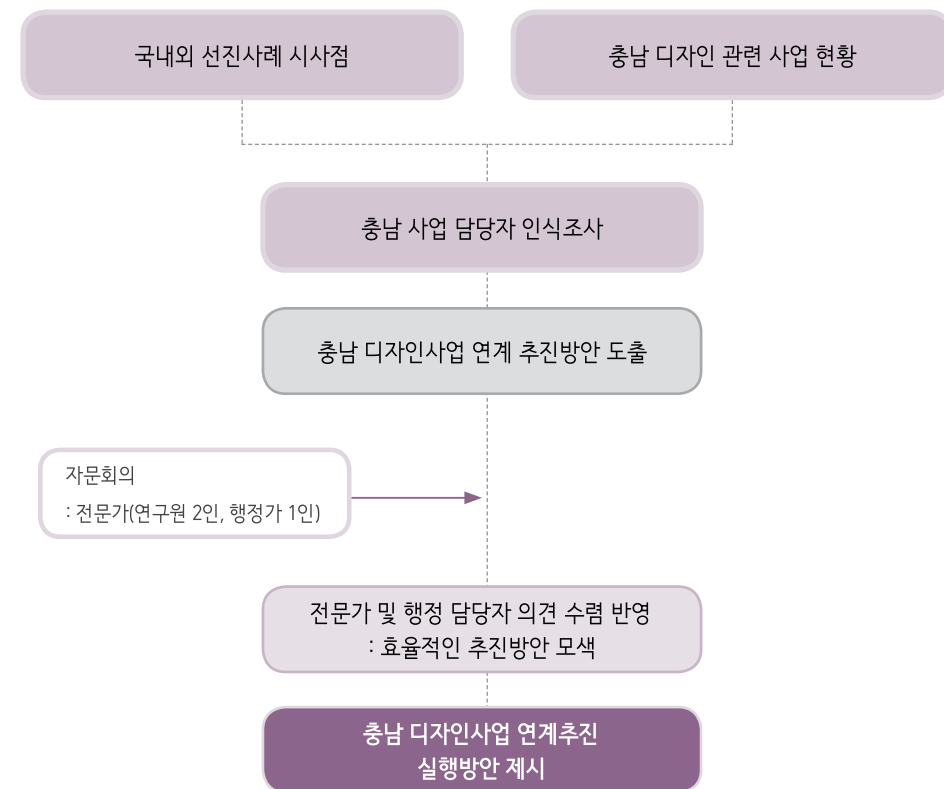 국내외 선진사례 시사점
충남 디자인 관련 사업 현황
충남 사업 담당자 인식조사
충남 디자인사업 연계 추진방안 도출
자문회의
: 전문가(연구원 2인, 행정가 1인)
전문가 및 행정 담당자 의견 수렴 반영
: 효율적인 추진방안 모색
충남 디자인사업 연계추진
실행방안 제시